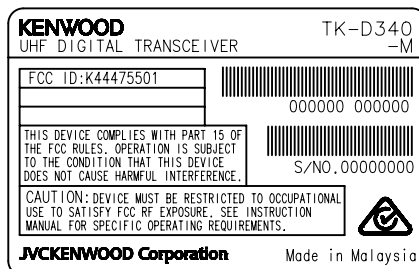 KENWOOD TK-D340
UHF DIGITAL TRANSCEIVER -M
FCC ID:K44475501
000000 000000
THIS DEVICE COMPLIES WITH PART 15 OF
THE FCC RULES. OPERATION IS SUBJECT
TO THE CONDITION THAT THIS DEVICE
DOES NOT CAUSE HARMFUL INTERFERENCE.
S/NO.00000000
CAUTION: DEVICE MUST BE RESTRICTED TO OCCUPATIONAL
USE TO SATISFY FCC RF EXPOSURE. SEE INSTRUCTION
MANUAL FOR SPECIFIC OPERATING REQUIREMENTS.
JVCKENWOOD Corporation Made in Malaysia